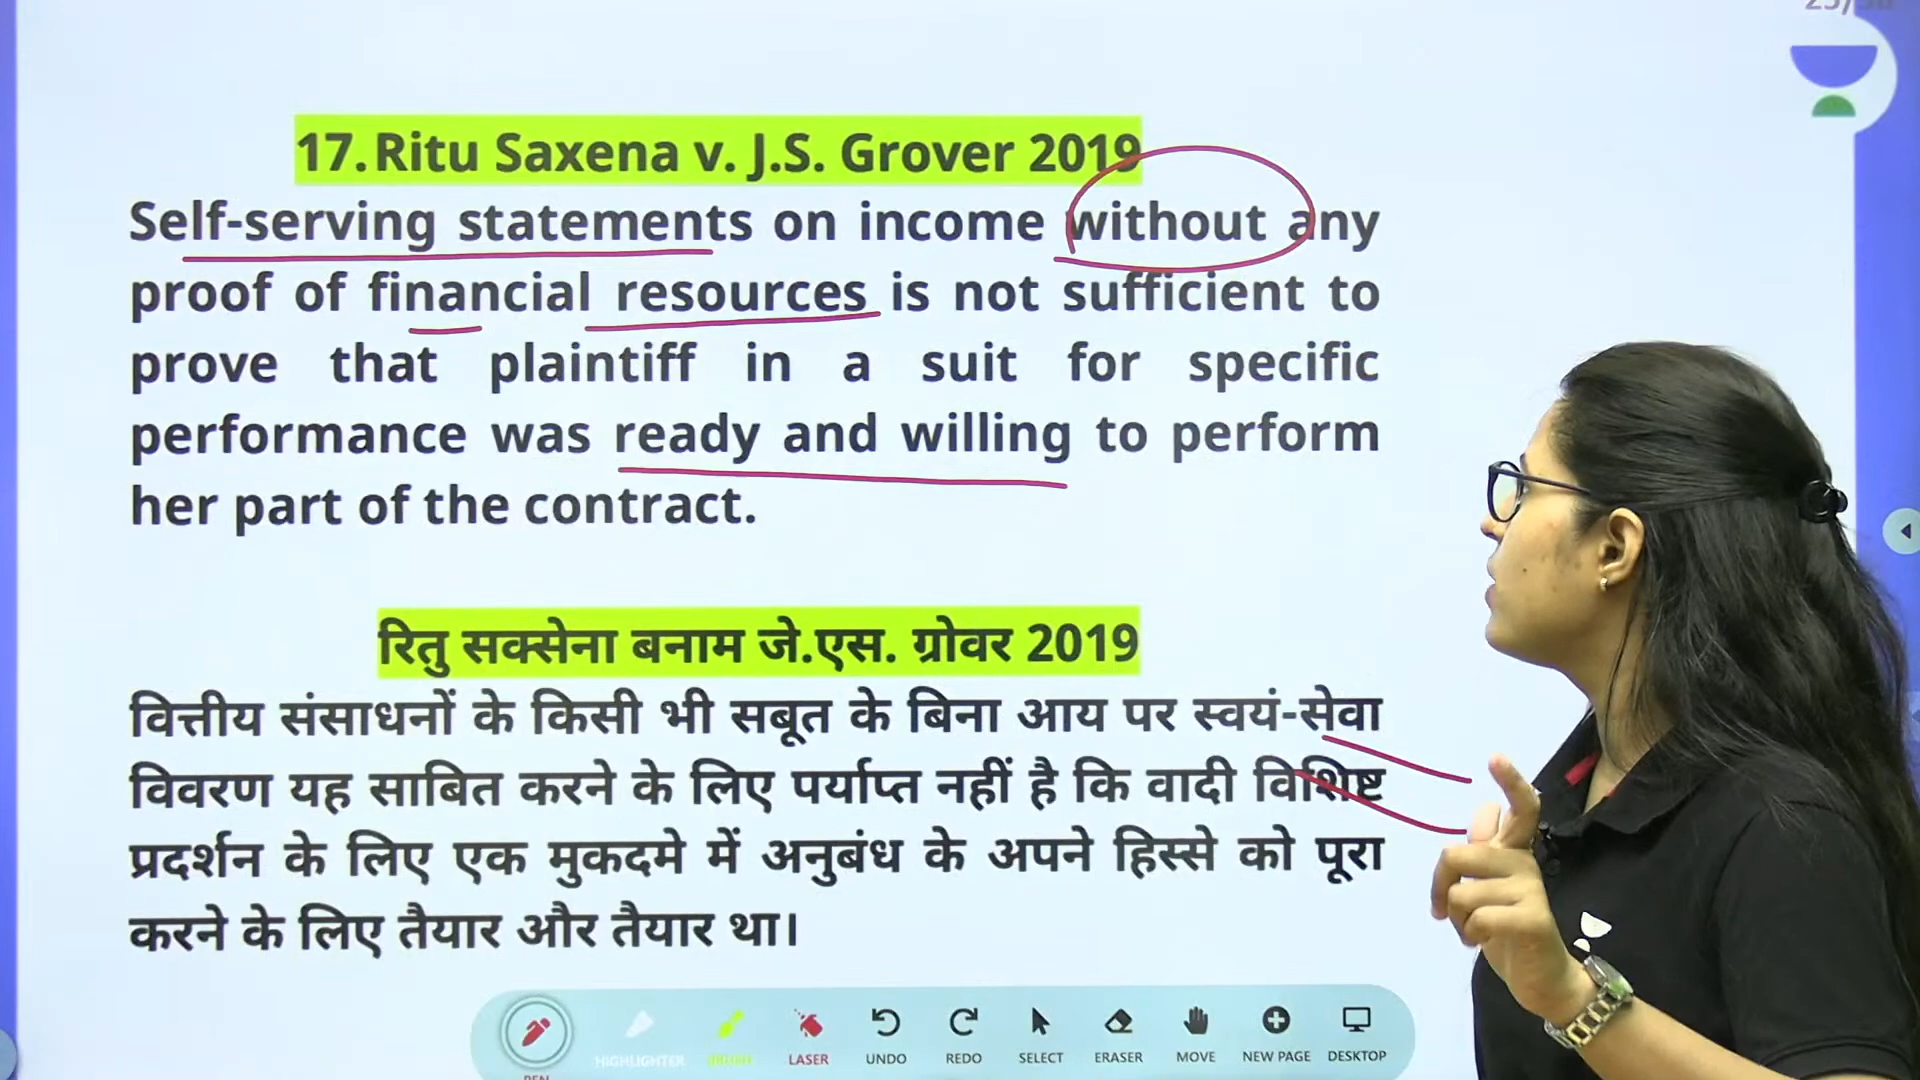 17. Ritu Saxena v. J.S. Grover 2019
Self-serving statements on income without any
proof of financial resources is not sufficient to
prove that plaintiff in a suit for specific
performance was ready and willing to perform
her part of the contract.
रितु सक्सेना बनाम जे.एस. ग्रोवर 2019
वित्तीय संसाधनों के किसी भी सबूत के बिना आय पर स्वयं-सेवा
विवरण यह साबित करने के लिए पर्याप्त नहीं है कि वादी विशिष्ट
प्रदर्शन के लिए एक मुकदमे में अनुबंध के अपने हिस्से को पूरा
करने के लिए तैयार और तैयार था।
PEN HIGHLIGHTER LASER UNDO REDO SELECT ERASER MOVE NEW PAGE DESKTOP